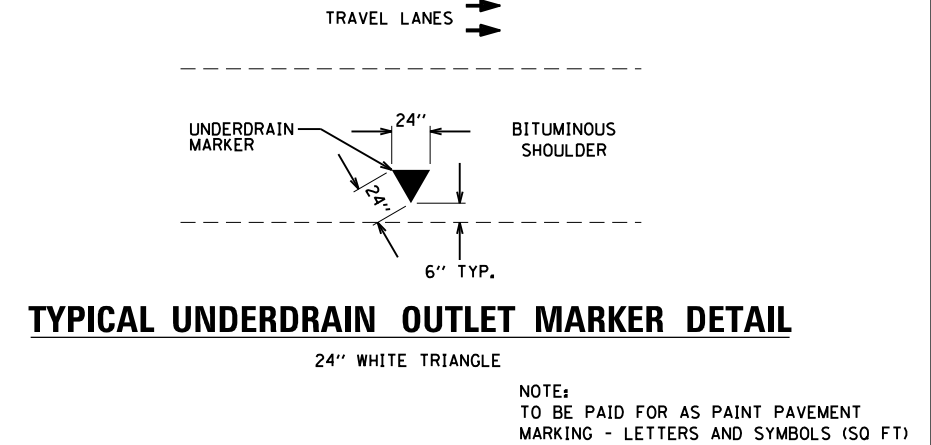 TRAVEL LANES
UNDERDRAIN
MARKER
24"
BITUMINOUS
SHOULDER
24"
6" TYP.
TYPICAL UNDERDRAIN OUTLET MARKER DETAIL
24" WHITE TRIANGLE
NOTE:
TO BE PAID FOR AS PAINT PAVEMENT
MARKING - LETTERS AND SYMBOLS (SQ FT)